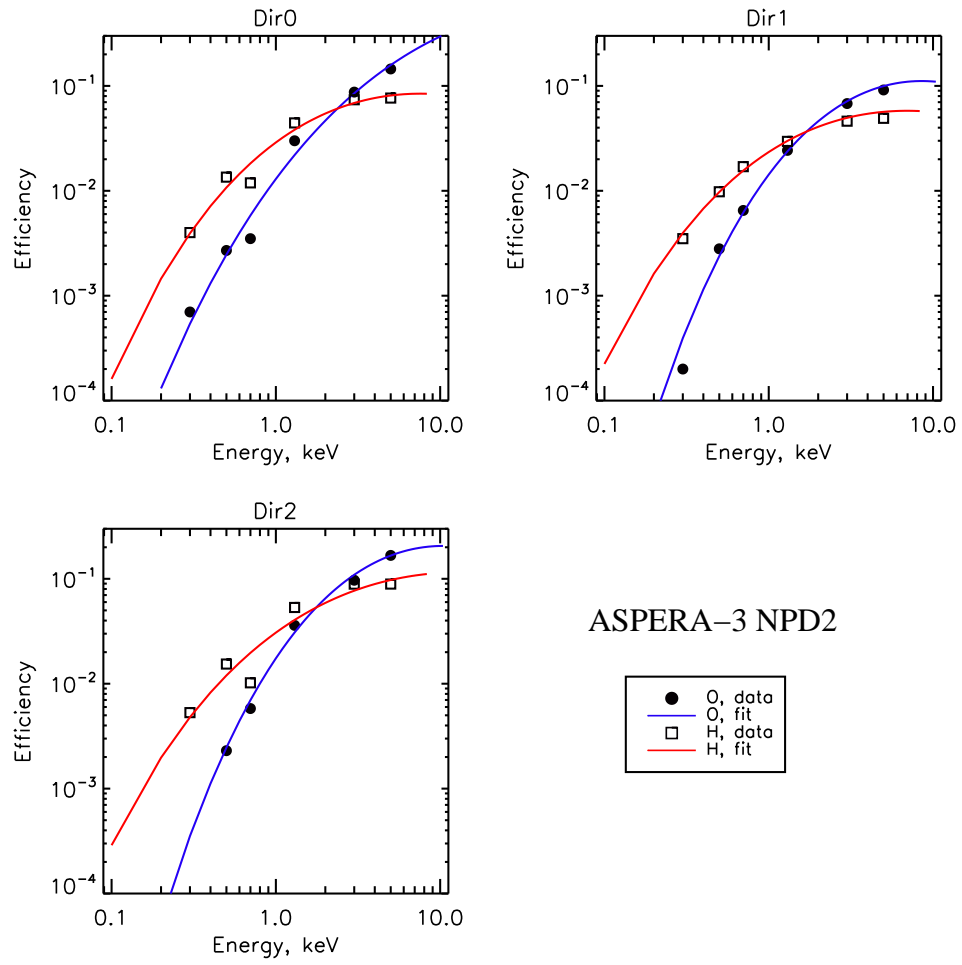 Dir0
Efficiency
10⁻¹
10⁻²
10⁻³
10⁻⁴
0.1 1.0 10.0
Energy, keV
Dir1
Efficiency
10⁻¹
10⁻²
10⁻³
10⁻⁴
0.1 1.0 10.0
Energy, keV
Dir2
Efficiency
10⁻¹
10⁻²
10⁻³
10⁻⁴
0.1 1.0 10.0
Energy, keV
ASPERA−3 NPD2
O, data
O, fit
H, data
H, fit